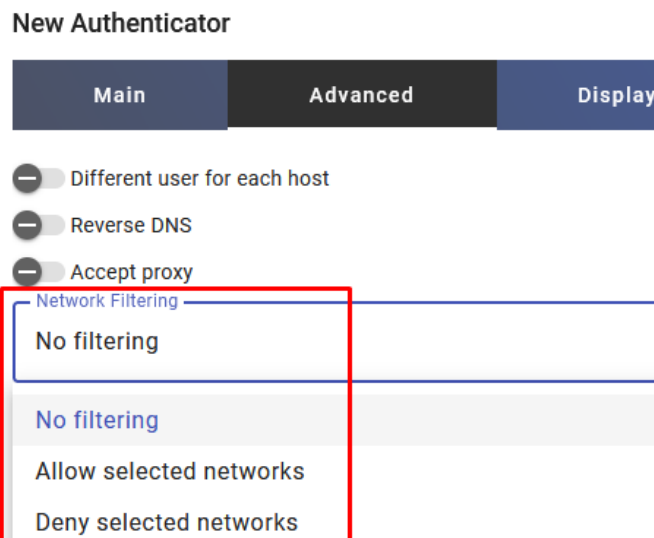 New Authenticator
Main Advanced Display
Different user for each host
Reverse DNS
Accept proxy
Network Filtering
No filtering
No filtering
Allow selected networks
Deny selected networks